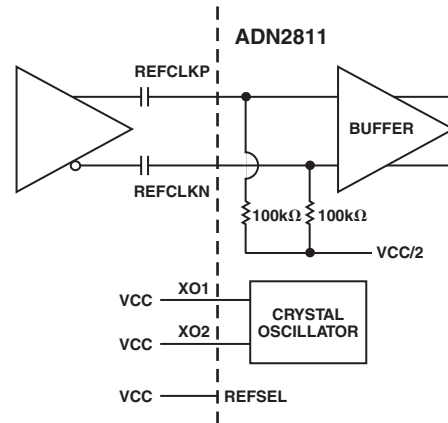 ADN2811
REFCLKP
BUFFER
REFCLKN
100kΩ 100kΩ
VCC/2
VCC XO1
CRYSTAL
OSCILLATOR
VCC XO2
VCC REFSEL